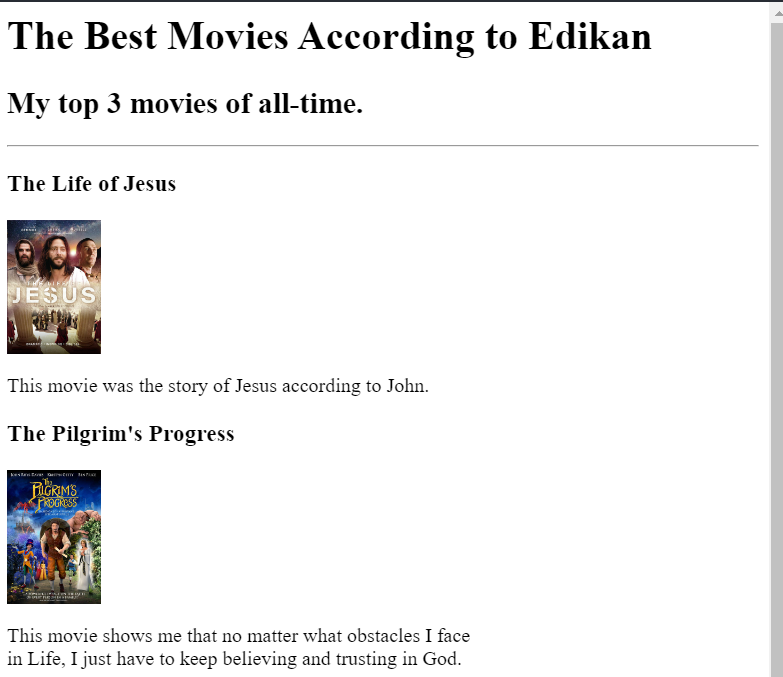 The Best Movies According to Edikan
My top 3 movies of all-time.
The Life of Jesus
JESUS
This movie was the story of Jesus according to John.
The Pilgrim's Progress
The
PILGRIM'S
PROGRESS
This movie shows me that no matter what obstacles I face
in Life, I just have to keep believing and trusting in God.